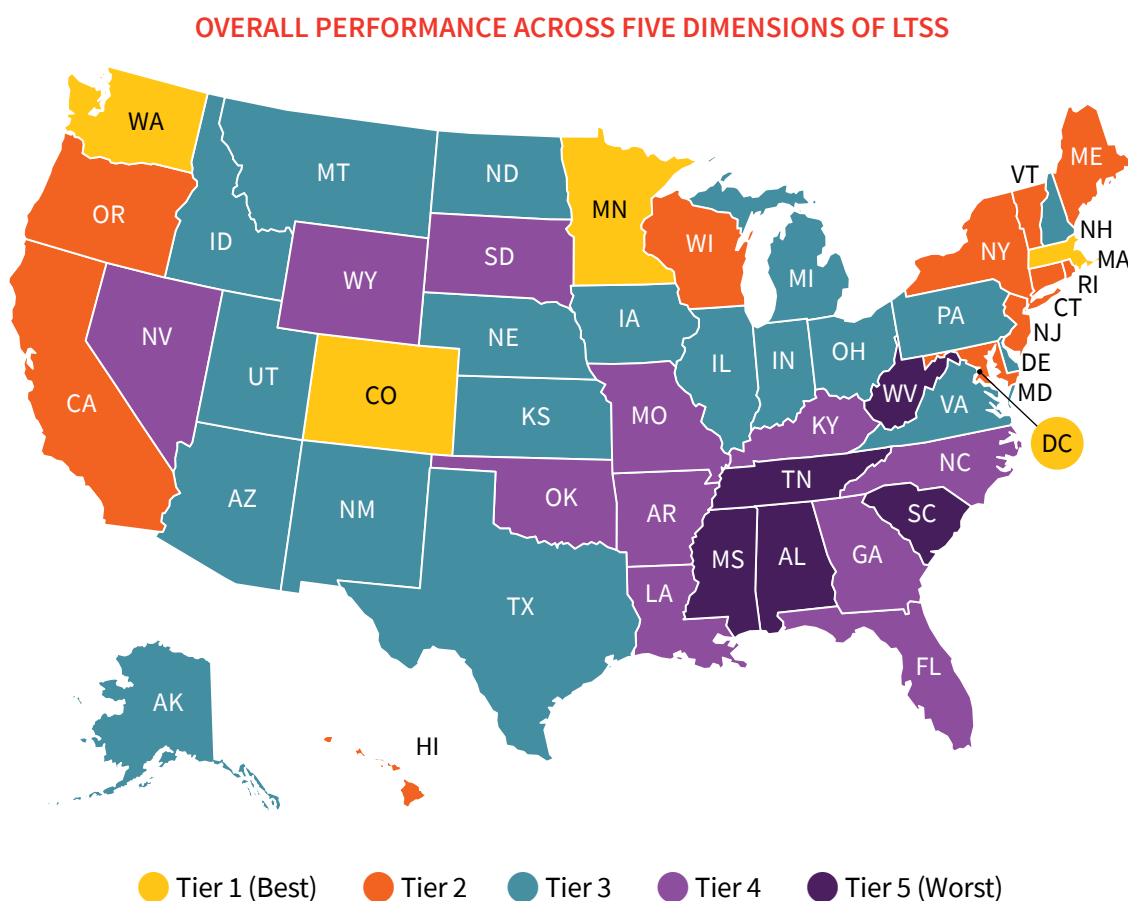 OVERALL PERFORMANCE ACROSS FIVE DIMENSIONS OF LTSS
WA
MT
ND
MN
VT
ME
OR
ID
WY
SD
WI
MI
NY
NH
MA
RI
CT
NJ
NV
UT
CO
NE
IA
IL
IN
OH
PA
DE
MD
DC
CA
AZ
NM
KS
MO
KY
WV
VA
OK
AR
TN
NC
SC
TX
LA
MS
AL
GA
FL
AK
HI
Tier 1 (Best)
Tier 2
Tier 3
Tier 4
Tier 5 (Worst)